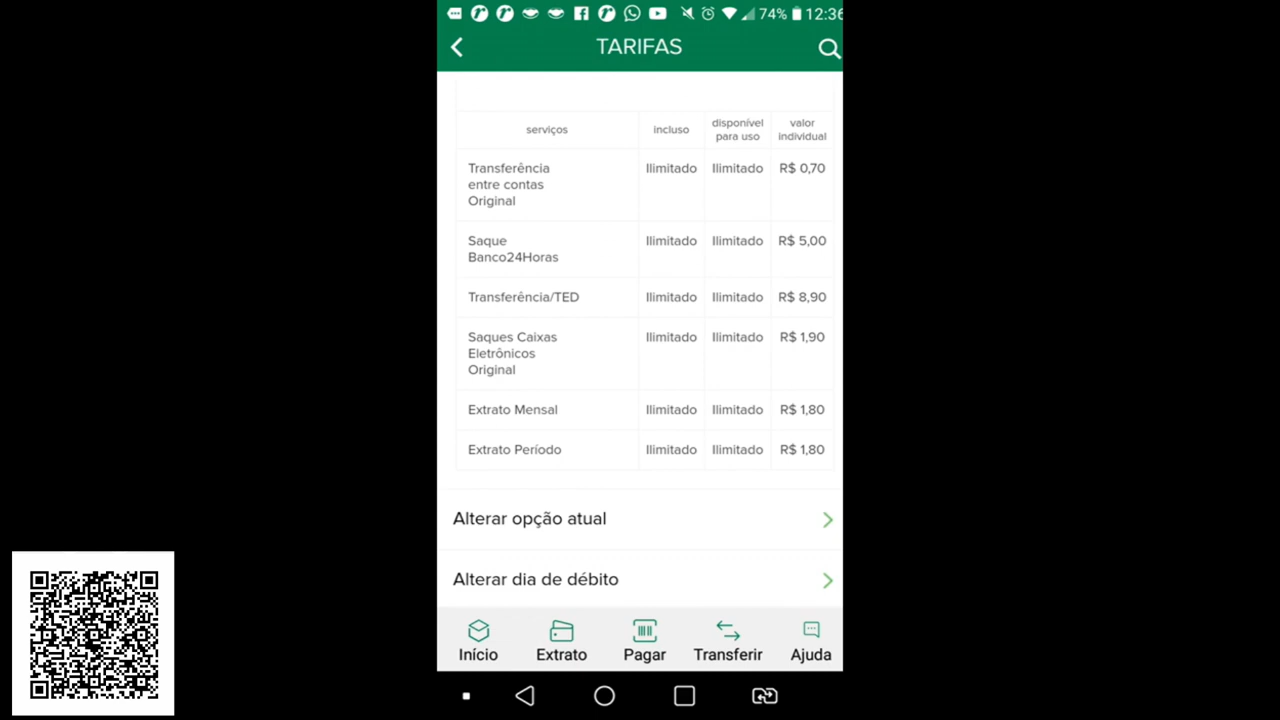 74% 12:36
TARIFAS
serviços incluso disponível para uso valor individual
Transferência entre contas Original Ilimitado Ilimitado R$ 0,70
Saque Banco24Horas Ilimitado Ilimitado R$ 5,00
Transferência/TED Ilimitado Ilimitado R$ 8,90
Saques Caixas Eletrônicos Original Ilimitado Ilimitado R$ 1,90
Extrato Mensal Ilimitado Ilimitado R$ 1,80
Extrato Período Ilimitado Ilimitado R$ 1,80
Alterar opção atual
Alterar dia de débito
Início Extrato Pagar Transferir Ajuda